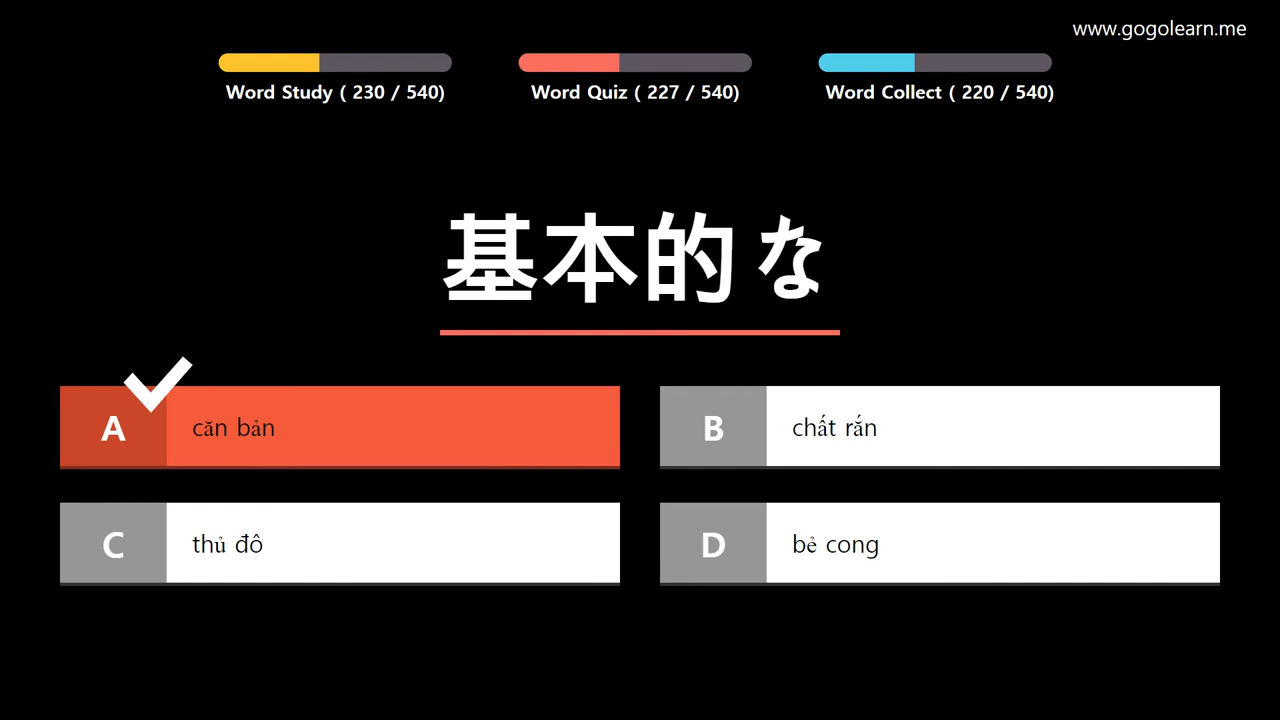 www.gogolearn.me
Word Study ( 230 / 540)
Word Quiz ( 227 / 540)
Word Collect ( 220 / 540)
基本的な
A căn bản
B chất rắn
C thủ đô
D bẻ cong